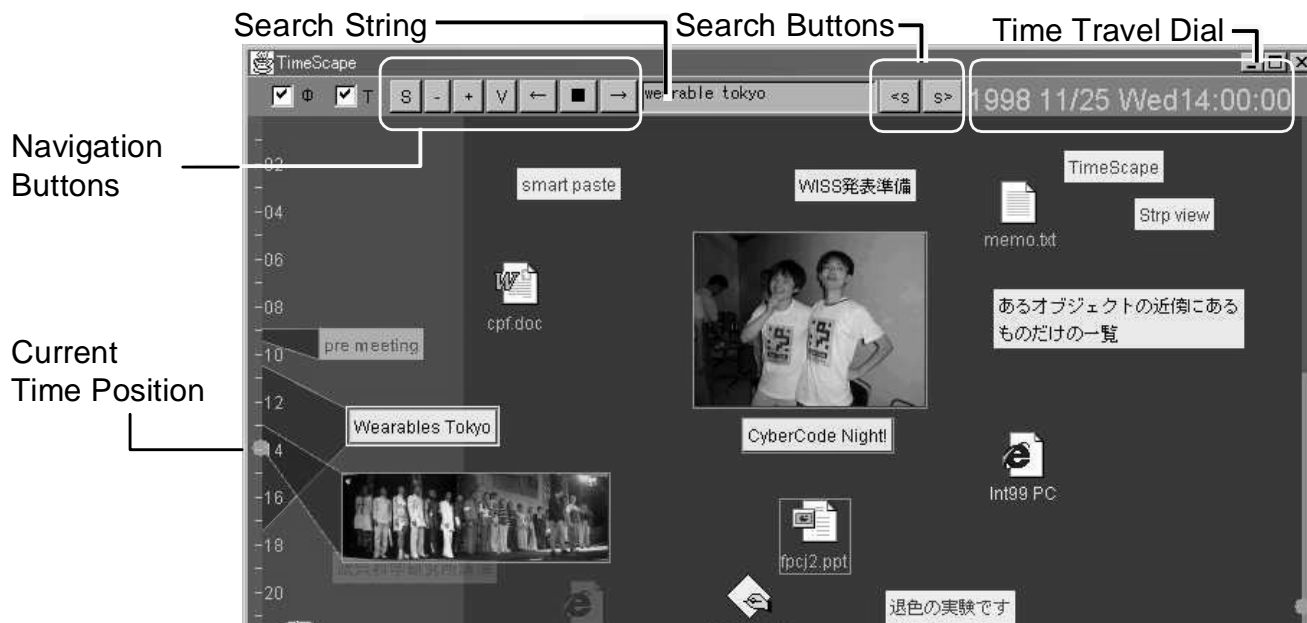 Search String
Search Buttons
Time Travel Dial
TimeScape
Φ T S - + V ← ■ → wearable tokyo <s s> 1998 11/25 Wed14:00:00
Navigation
Buttons
Current
Time Position
02
04
06
08
10
12
14
16
18
20
smart paste
WISS発表準備
TimeScape
Strp view
memo.txt
cpf.doc
あるオブジェクトの近傍にある
ものだけの一覧
pre meeting
Wearables Tokyo
CyberCode Night!
Int99 PC
fpcj2.ppt
退色の実験です